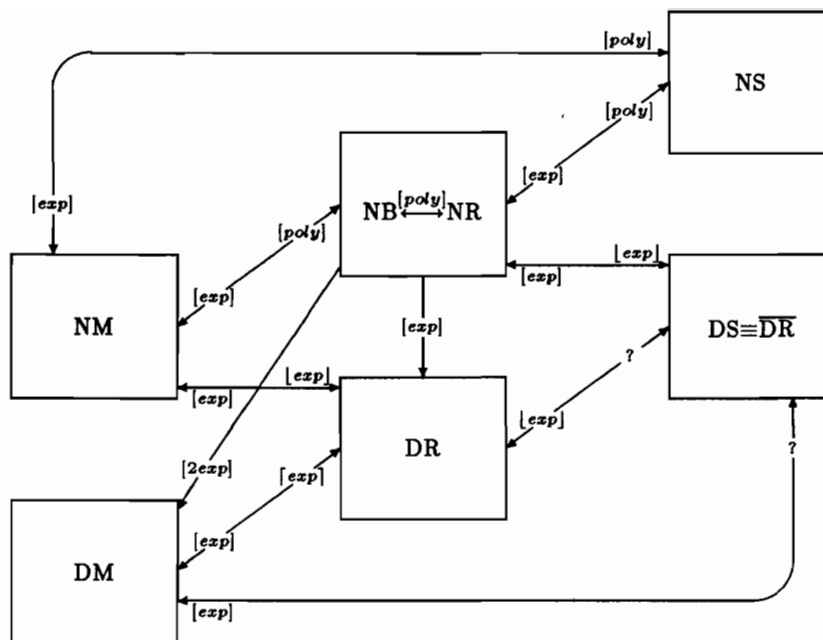 [poly]
NS
[poly]
[exp]
[exp]
NB [poly] NR
[poly]
⌊exp⌋
[exp]
[exp]
NM
[exp]
DS≡D̅R̅
?
⌊exp⌋
[exp]
⌊exp⌋
DR
?
[2exp]
⌈exp⌉
[exp]
DM
[exp]